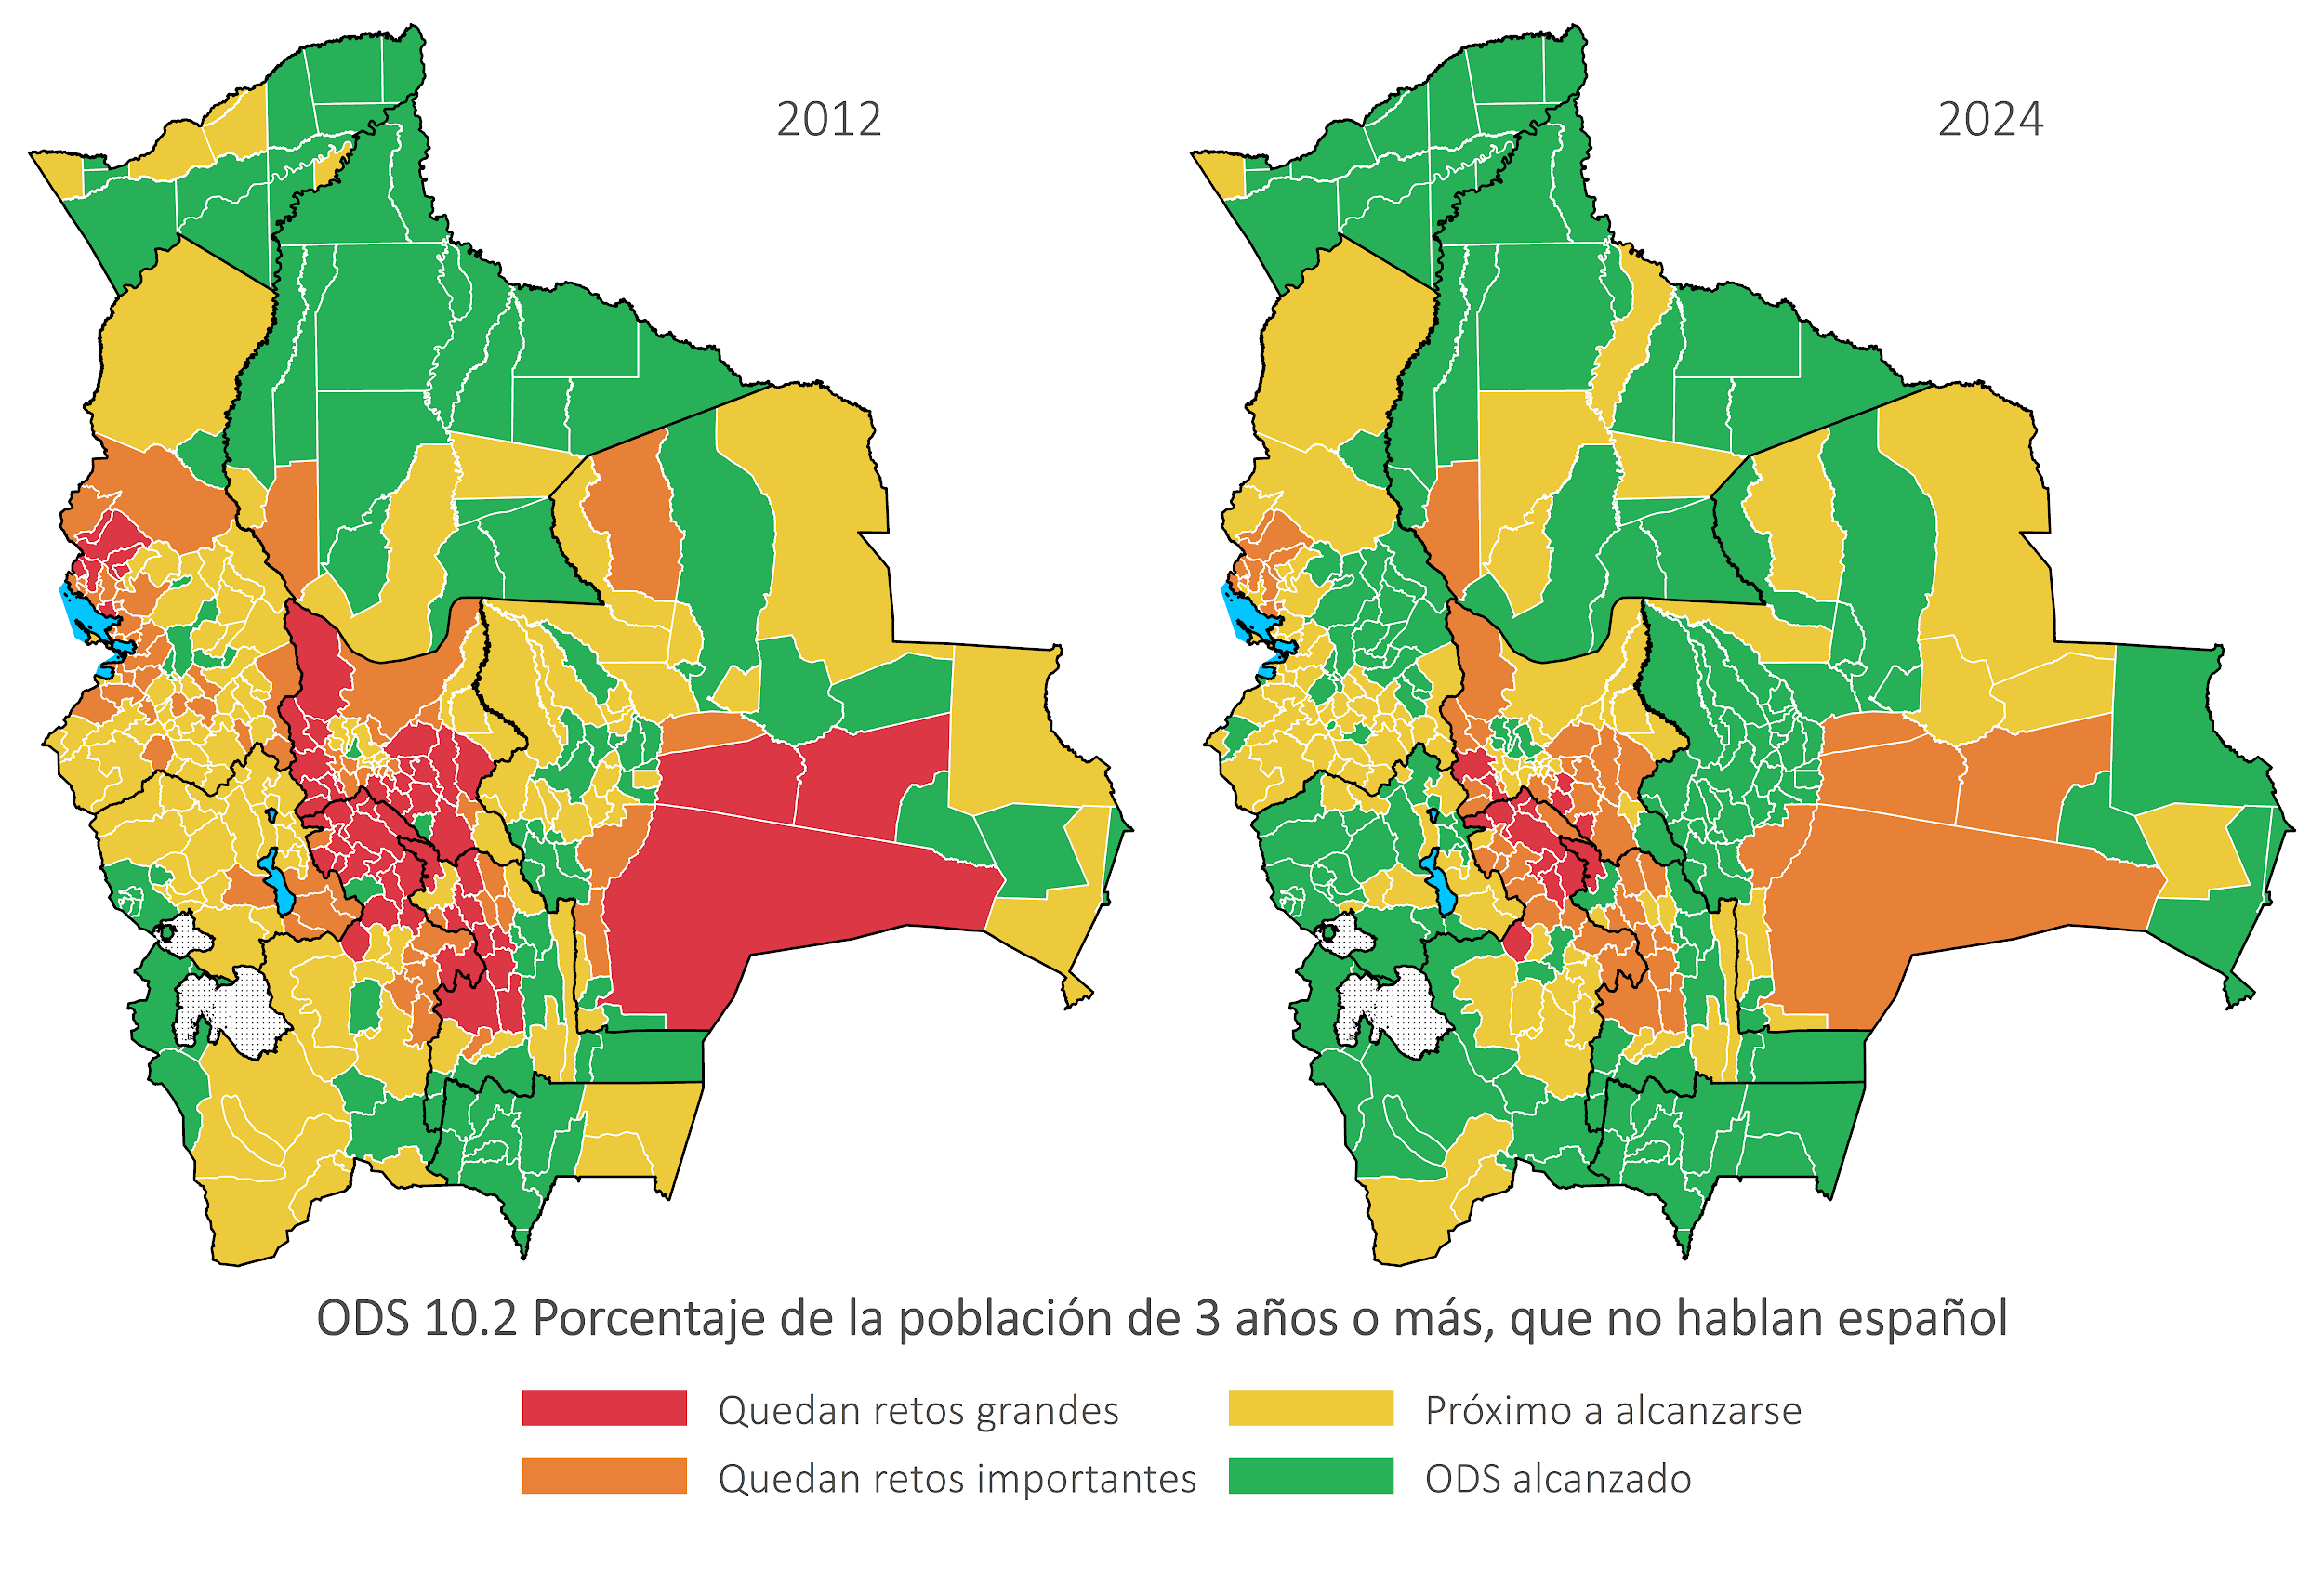 2012
2024
ODS 10.2 Porcentaje de la población de 3 años o más, que no hablan español
Quedan retos grandes
Próximo a alcanzarse
Quedan retos importantes
ODS alcanzado